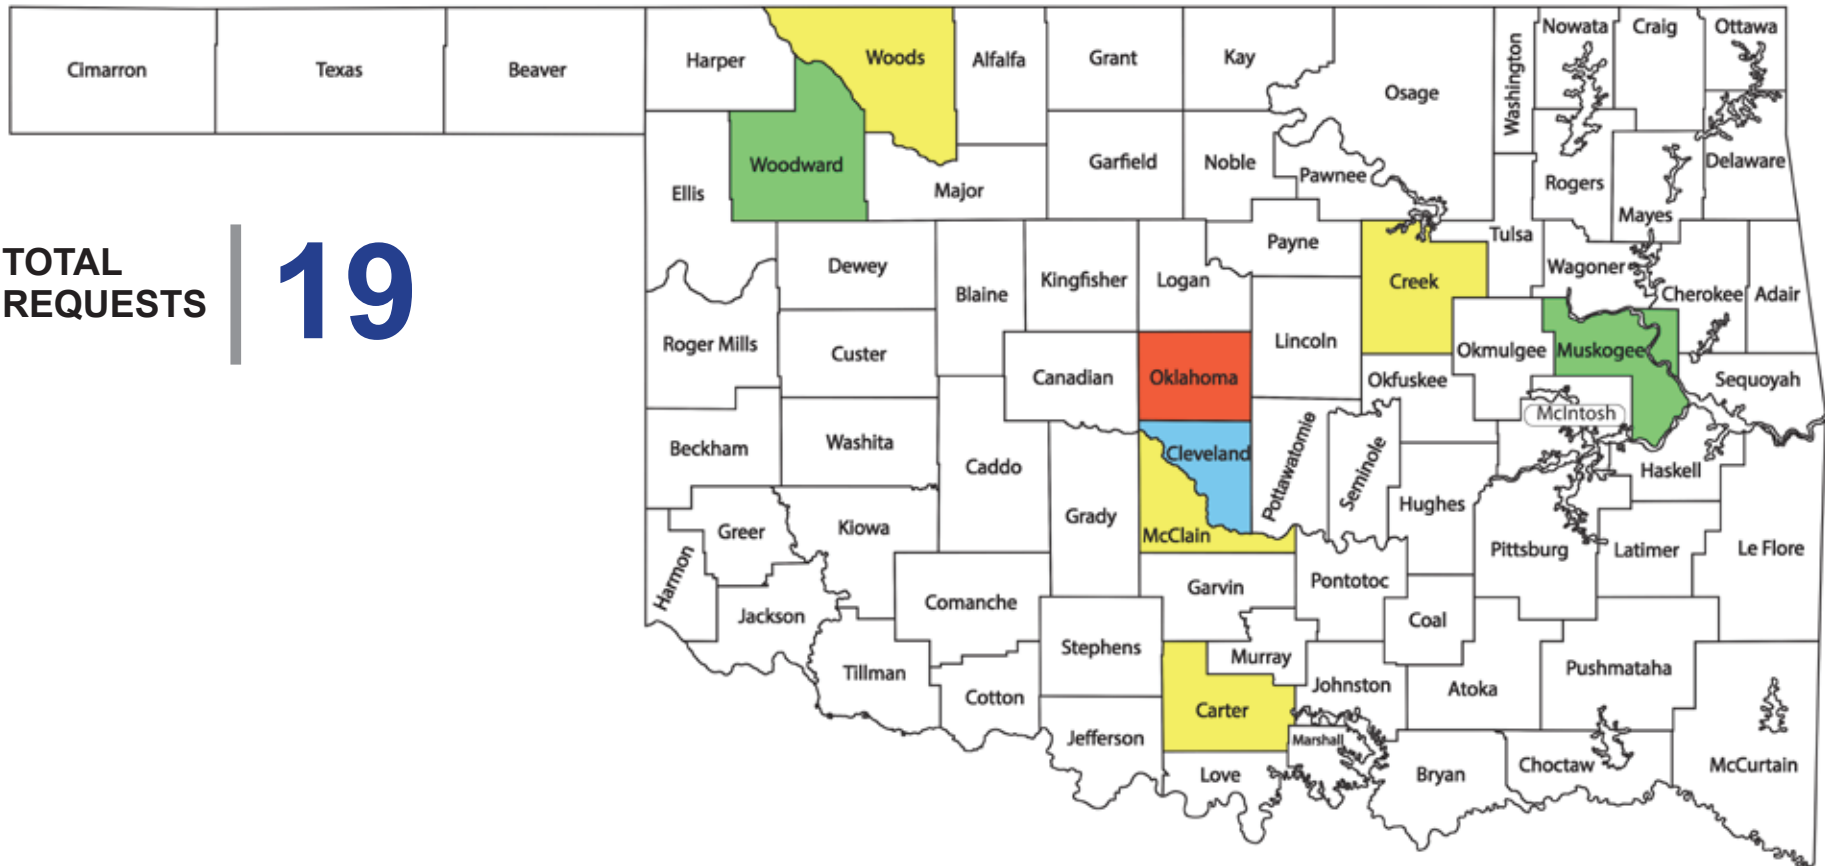 Cimarron
Texas
Beaver
Harper
Woods
Alfalfa
Grant
Kay
Osage
Washington
Nowata
Craig
Ottawa
Ellis
Woodward
Major
Garfield
Noble
Pawnee
Rogers
Mayes
Delaware
TOTAL
REQUESTS
19
Dewey
Blaine
Kingfisher
Logan
Payne
Creek
Tulsa
Wagoner
Cherokee
Adair
Roger Mills
Custer
Canadian
Oklahoma
Lincoln
Okfuskee
Okmulgee
Muskogee
Sequoyah
Beckham
Washita
Caddo
Grady
Cleveland
McClain
Pottawatomie
Seminole
Hughes
McIntosh
Haskell
Pittsburg
Latimer
Le Flore
Harmon
Greer
Kiowa
Jackson
Comanche
Tillman
Cotton
Stephens
Jefferson
Garvin
Murray
Carter
Love
Pontotoc
Johnston
Marshall
Coal
Atoka
Bryan
Pushmataha
Choctaw
McCurtain